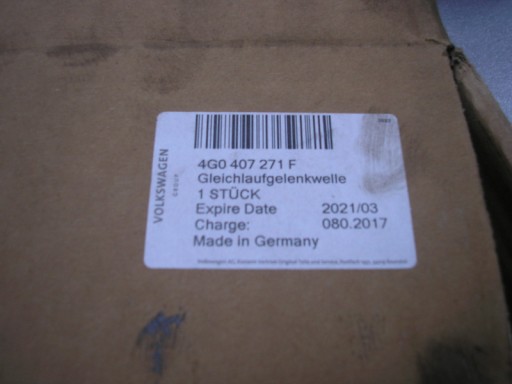 VOLKSWAGEN
GROUP
4G0 407 271 F
Gleichlaufgelenkwelle
1 STÜCK
Expire Date 2021/03
Charge: 080.2017
Made in Germany